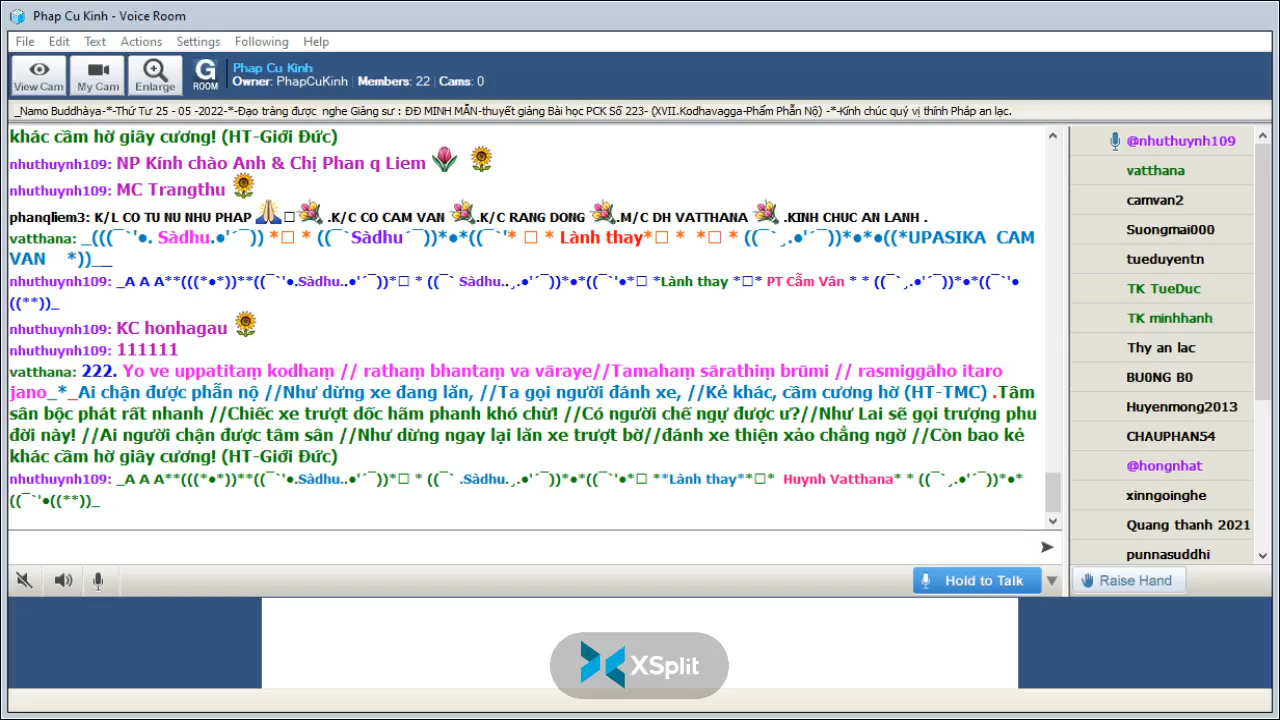 Phap Cu Kinh - Voice Room
File Edit Text Actions Settings Following Help
View Cam My Cam Enlarge G ROOM
Phap Cu Kinh
Owner: PhapCuKinh | Members: 22 | Cams: 0
_Namo Buddhàya-*-Thứ Tư 25 - 05 -2022-*-Đạo tràng được nghe Giảng sư : ĐĐ MINH MẪN-thuyết giảng Bài học PCK Số 223- (XVII.Kodhavagga-Phẩm Phẫn Nộ) -*-Kính chúc quý vị thính Pháp an lạc.
khác cầm hờ giây cương! (HT-Giới Đức)
nhuthuynh109: NP Kính chào Anh & Chị Phan q Liem
nhuthuynh109: MC Trangthu
phanqliem3: K/L CO TU NU NHU PHAP 🙏□ .K/C CO CAM VAN .K/C RANG DONG .M/C DH VATTHANA .KINH CHUC AN LANH .
vatthana: _(((¯`'●. Sàdhu.●'´¯)) *□ * ((¯`Sàdhu´¯))*●*((¯`'* □ * Lành thay*□ * *□ * ((¯` ¸.●'´¯))*●*●((*UPASIKA CAM
VAN *))__
nhuthuynh109: _A A A**(((*●*))**((¯`'●.Sàdhu..●'´¯))*□ * ((¯` Sàdhu..¸.●'´¯))*●*((¯`'●*□ *Lành thay *□* PT Cẩm Vân * * ((¯`¸.●'´¯))*●*((¯`'●
((**))_
nhuthuynh109: KC honhagau
nhuthuynh109: 111111
vatthana: 222. Yo ve uppatitaṃ kodhaṃ // rathaṃ bhantaṃ va vāraye//Tamahaṃ sārathiṃ brūmi // rasmiggāho itaro
jano_*_Ai chận được phẫn nộ //Như dừng xe đang lăn, //Ta gọi người đánh xe, //Kẻ khác, cầm cương hờ (HT-TMC) .Tâm
sân bộc phát rất nhanh //Chiếc xe trượt dốc hãm phanh khó chừ! //Có người chế ngự được ư?//Như Lai sẽ gọi trượng phu
đời này! //Ai người chận được tâm sân //Như dừng ngay lại lăn xe trượt bờ//đánh xe thiện xảo chẳng ngờ //Còn bao kẻ
khác cầm hờ giây cương! (HT-Giới Đức)
nhuthuynh109: _A A A**(((*●*))**((¯`'●.Sàdhu..●'´¯))*□ * ((¯` .Sàdhu.¸.●'´¯))*●*((¯`'●*□ **Lành thay**□* Huynh Vatthana* * ((¯`¸.●'´¯))*●*
((¯`'●((**))_
@nhuthuynh109
vatthana
camvan2
Suongmai000
tueduyentn
TK TueDuc
TK minhhanh
Thy an lac
BU0NG B0
Huyenmong2013
CHAUPHAN54
@hongnhat
xinngoinghe
Quang thanh 2021
punnasuddhi
Hold to Talk
Raise Hand
XSplit